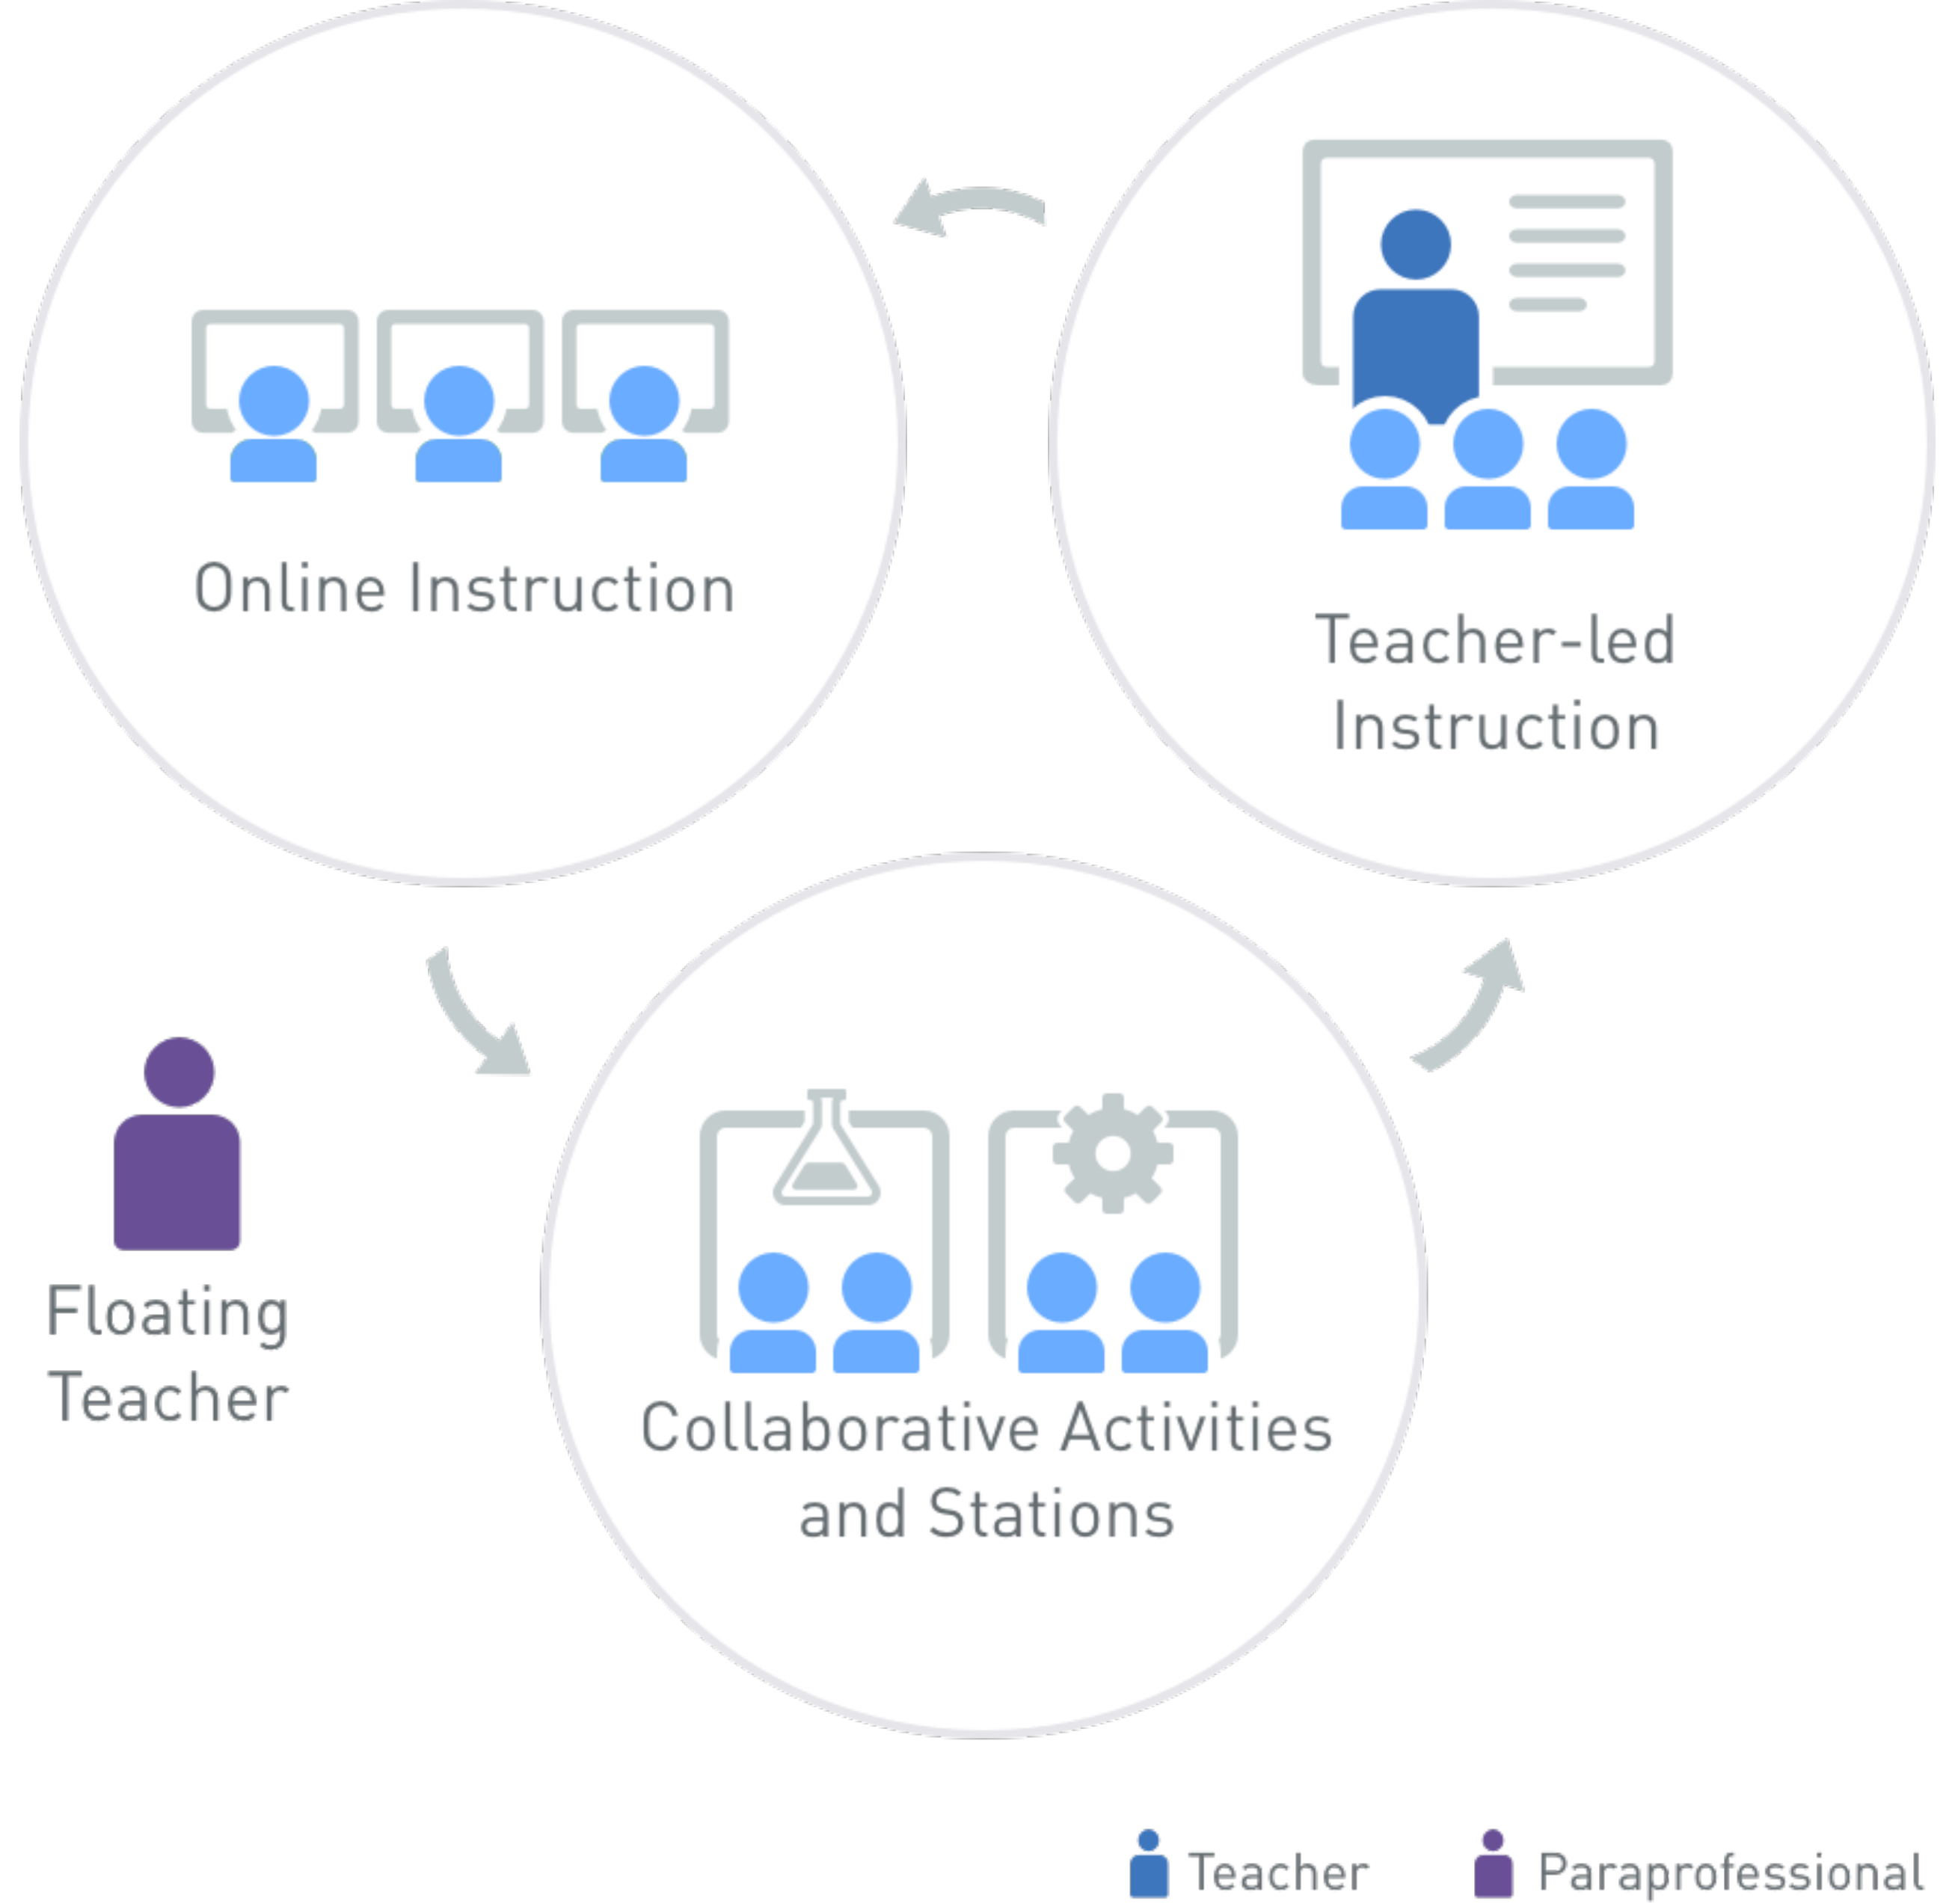 Online Instruction
Teacher-led
Instruction
Floating
Teacher
Collaborative Activities
and Stations
Teacher
Paraprofessional